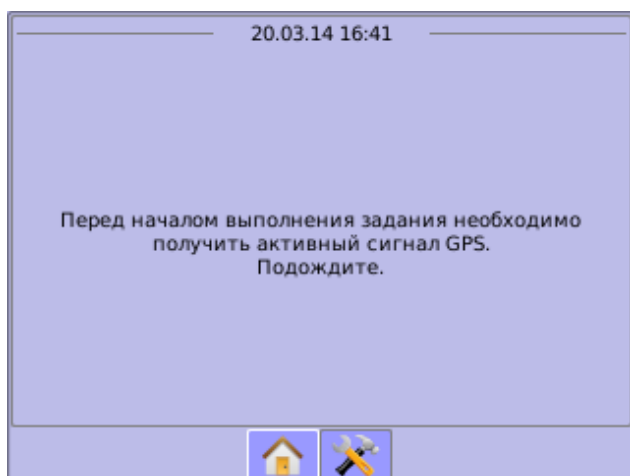 20.03.14 16:41
Перед началом выполнения задания необходимо
получить активный сигнал GPS.
Подождите.